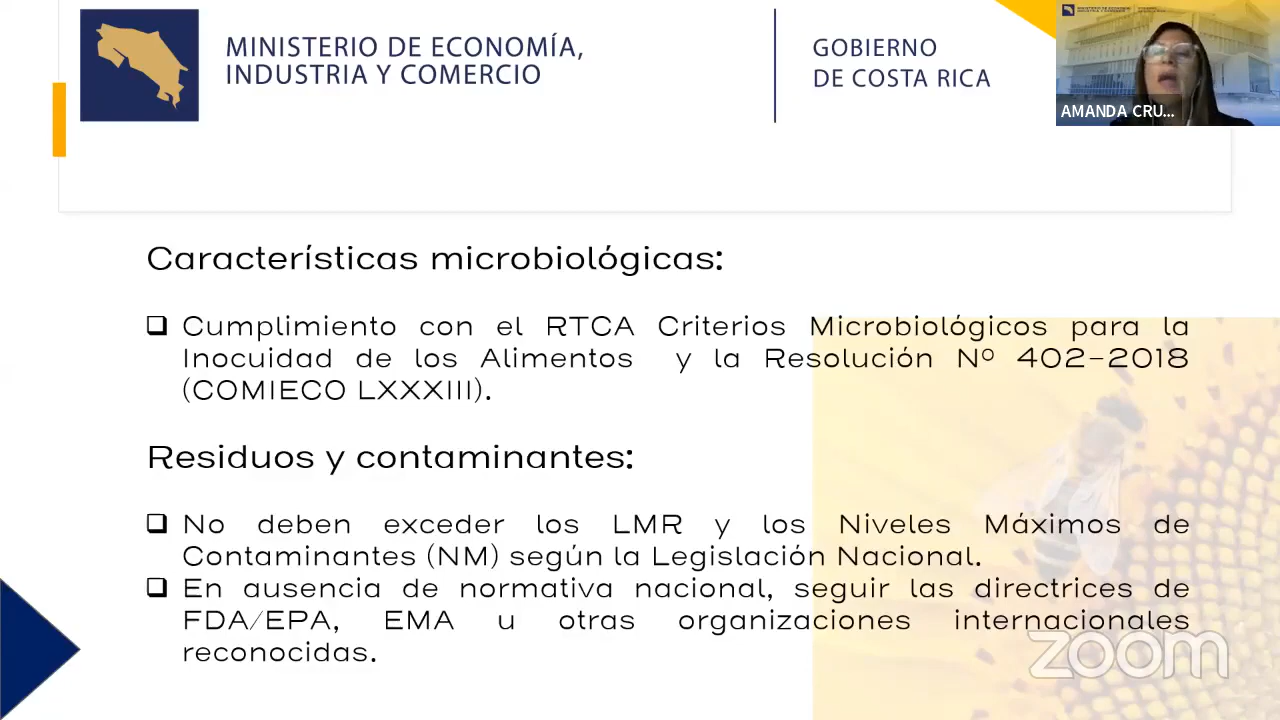 MINISTERIO DE ECONOMÍA,
INDUSTRIA Y COMERCIO
GOBIERNO
DE COSTA RICA
AMANDA CRU...
Características microbiológicas:
❑ Cumplimiento con el RTCA Criterios Microbiológicos para la
Inocuidad de los Alimentos y la Resolución Nº 402-2018
(COMIECO LXXXIII).
Residuos y contaminantes:
❑ No deben exceder los LMR y los Niveles Máximos de
Contaminantes (NM) según la Legislación Nacional.
❑ En ausencia de normativa nacional, seguir las directrices de
FDA/EPA, EMA u otras organizaciones internacionales
reconocidas.
zoom